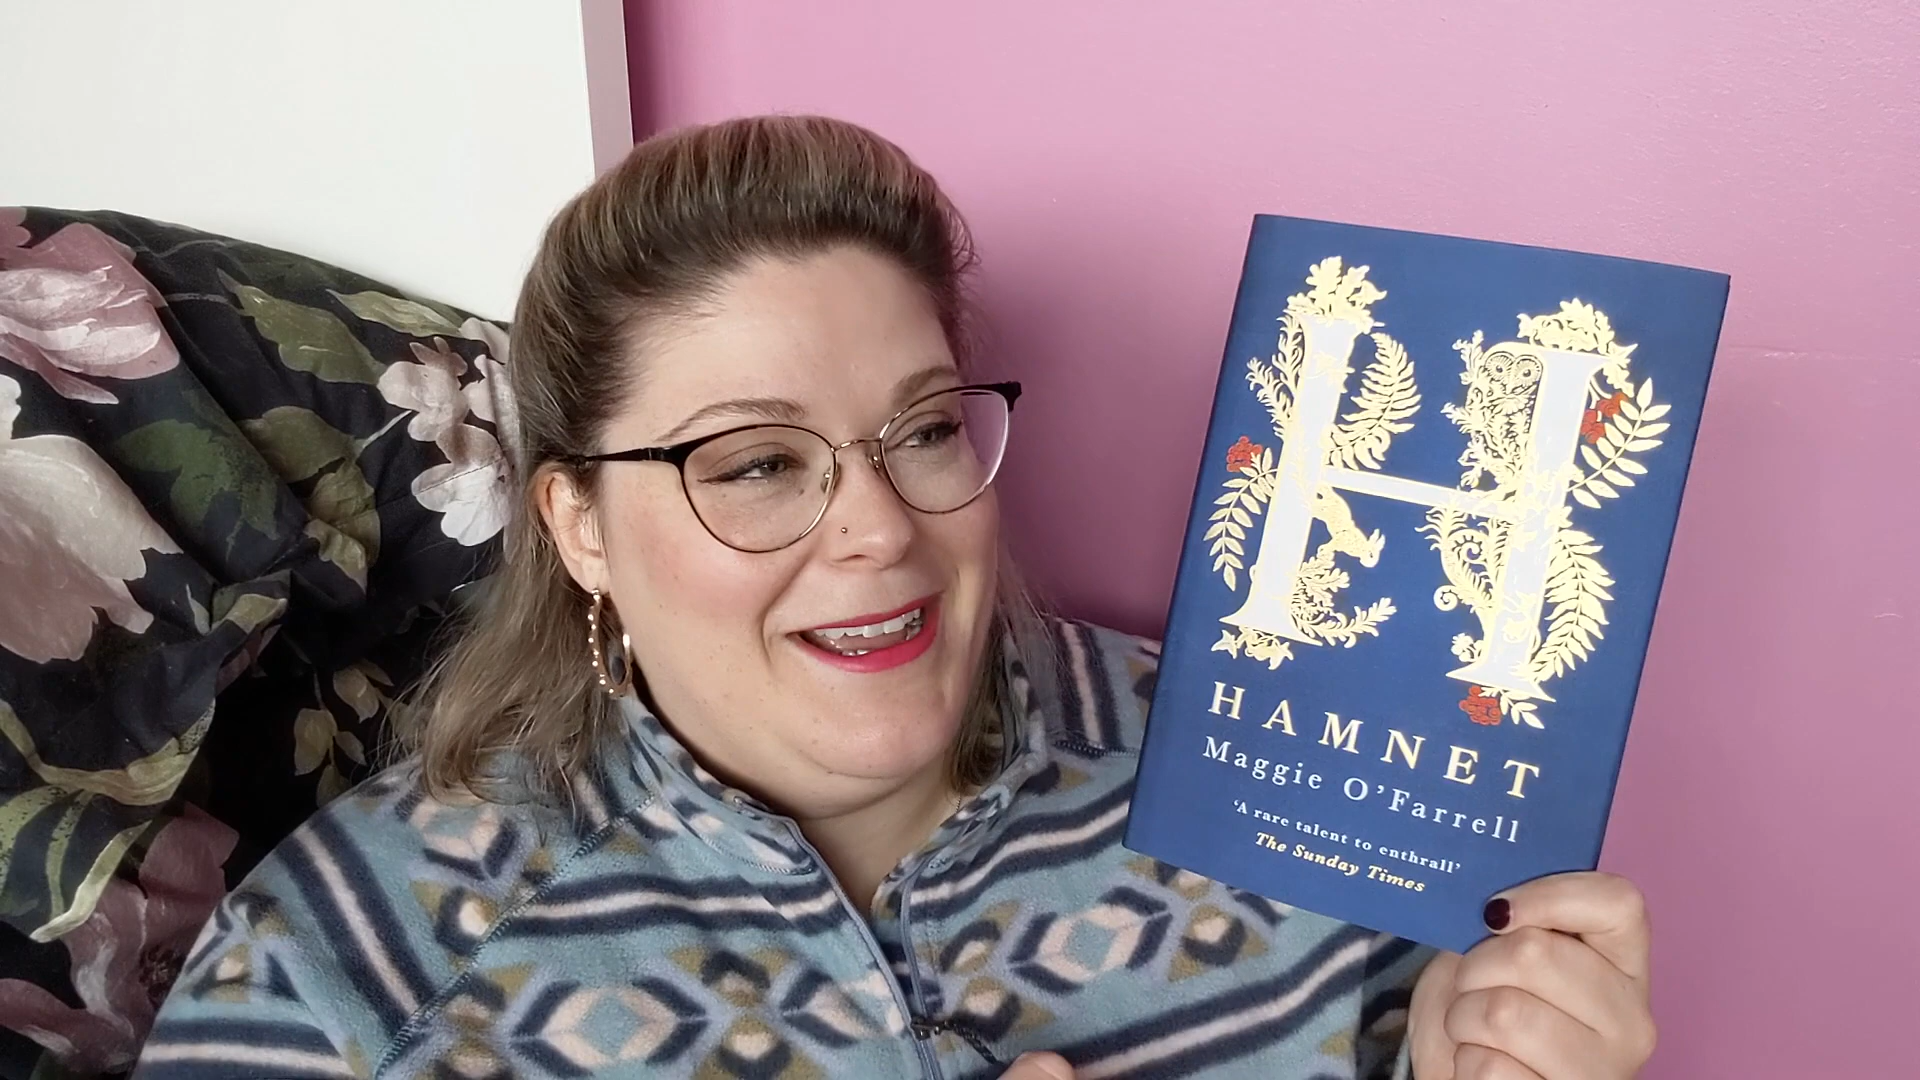 H
HAMNET
Maggie O'Farrell
'A rare talent to enthrall'
The Sunday Times